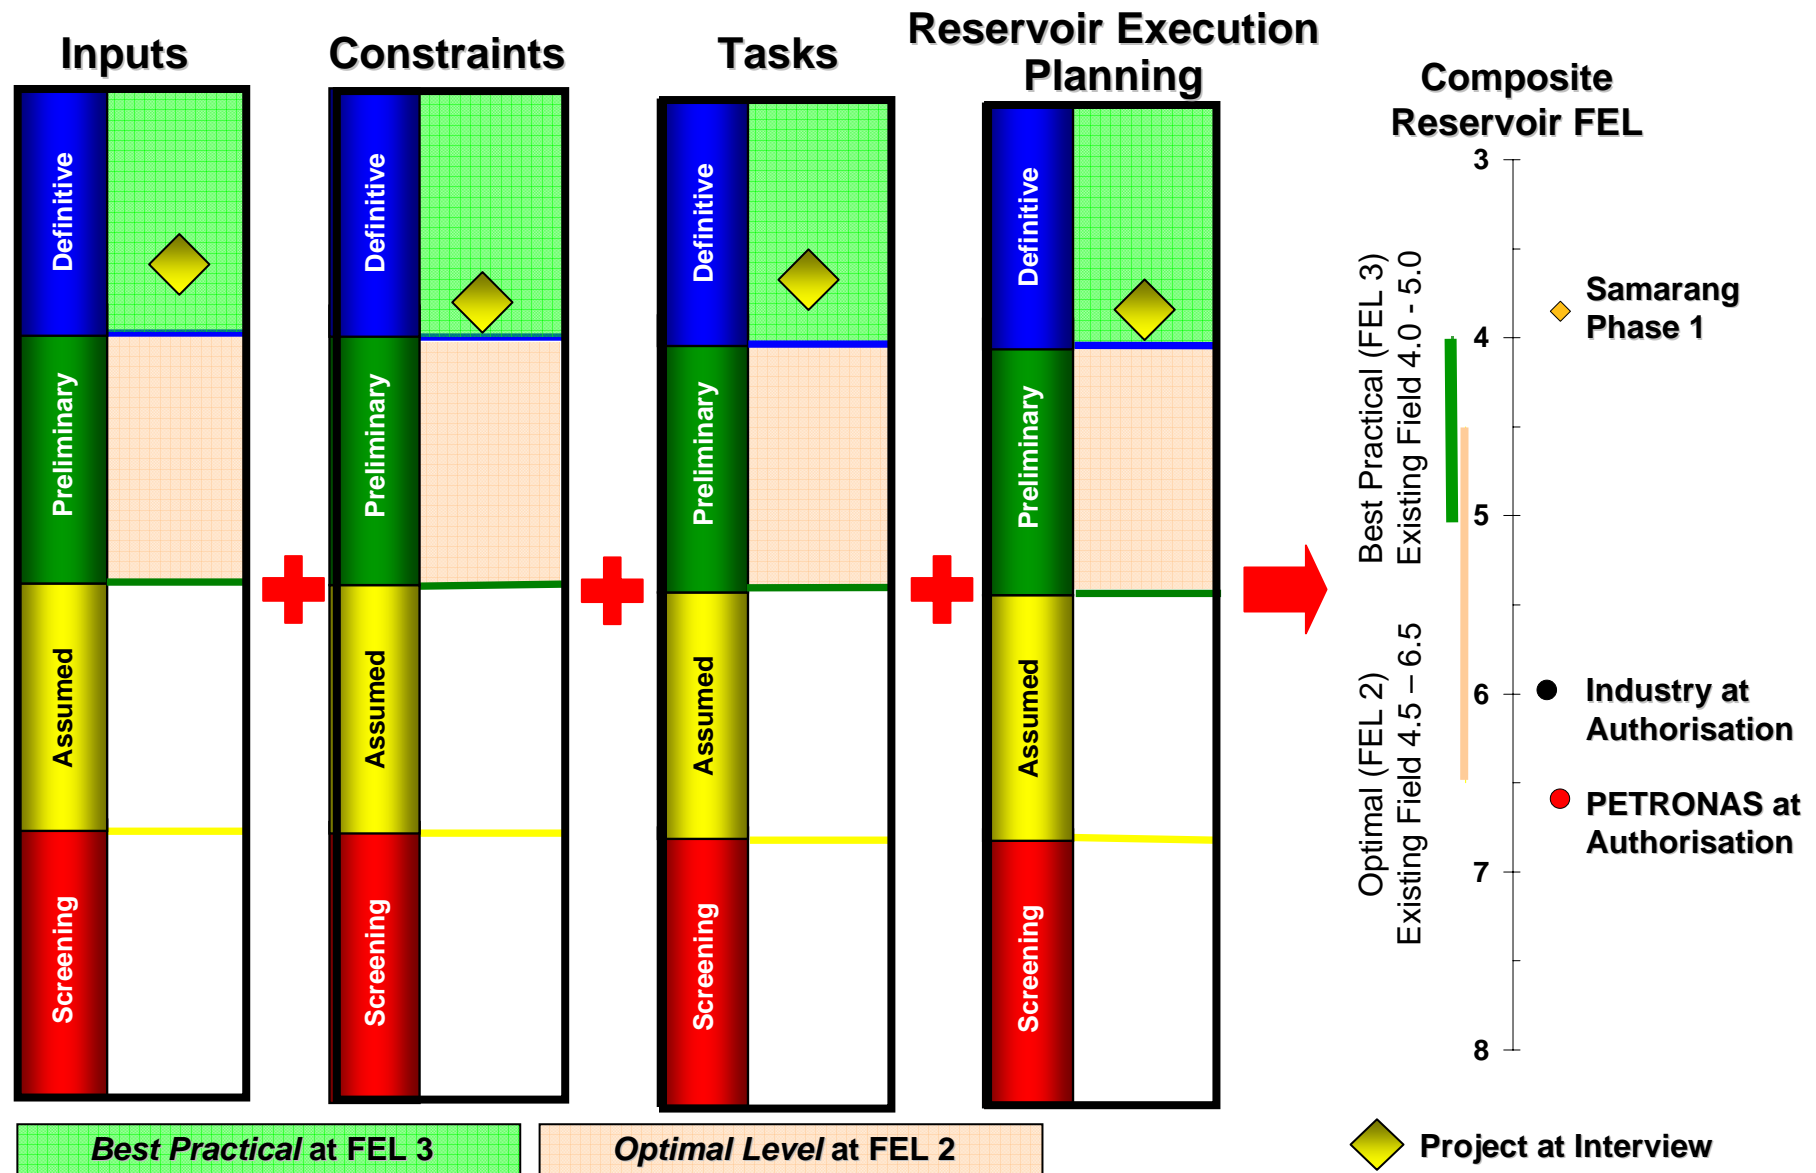 Inputs
Constraints
Tasks
Reservoir Execution
Planning
Composite
Reservoir FEL
Definitive
Preliminary
Assumed
Screening
Definitive
Preliminary
Assumed
Screening
Definitive
Preliminary
Assumed
Screening
Definitive
Preliminary
Assumed
Screening
Best Practical (FEL 3)
Existing Field 4.0 - 5.0
Optimal (FEL 2)
Existing Field 4.5 – 6.5
3
4
5
6
7
8
Samarang
Phase 1
Industry at
Authorisation
PETRONAS at
Authorisation
Best Practical at FEL 3
Optimal Level at FEL 2
Project at Interview